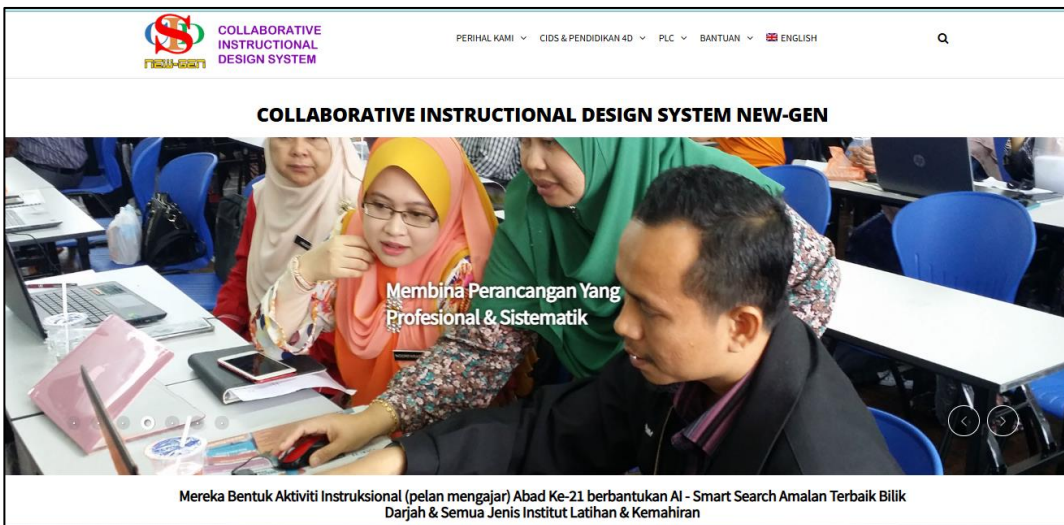 COLLABORATIVE
INSTRUCTIONAL
DESIGN SYSTEM
NEW-GEN
PERIHAL KAMI CIDS & PENDIDIKAN 4D PLC BANTUAN ENGLISH
COLLABORATIVE INSTRUCTIONAL DESIGN SYSTEM NEW-GEN
Membina Perancangan Yang
Profesional & Sistematik
Mereka Bentuk Aktiviti Instruksional (pelan mengajar) Abad Ke-21 berbantukan AI - Smart Search Amalan Terbaik Bilik
Darjah & Semua Jenis Institut Latihan & Kemahiran